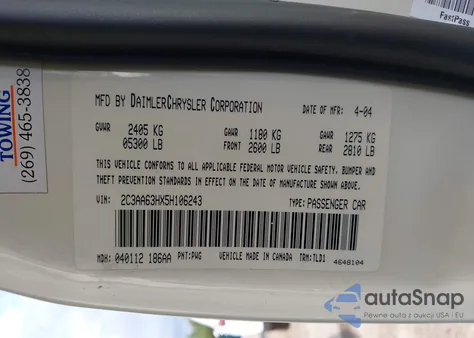 FastPass
TOWING
(269) 465-3838
MFD BY DAIMLERCHRYSLER CORPORATION DATE OF MFR: 4-04
GVWR 2405 KG GAWR 1180 KG GAWR 1275 KG
05300 LB FRONT 2600 LB REAR 2810 LB
THIS VEHICLE CONFORMS TO ALL APPLICABLE FEDERAL MOTOR VEHICLE SAFETY, BUMPER AND
THEFT PREVENTION STANDARDS IN EFFECT ON THE DATE OF MANUFACTURE SHOWN ABOVE.
VIN: 2C3AA63HX5H106243 TYPE: PASSENGER CAR
MDH: 040112 186AA PNT: PWG VEHICLE MADE IN CANADA TRM: TLD1 4648104
autoSnap
Pewne auta z aukcji USA i EU